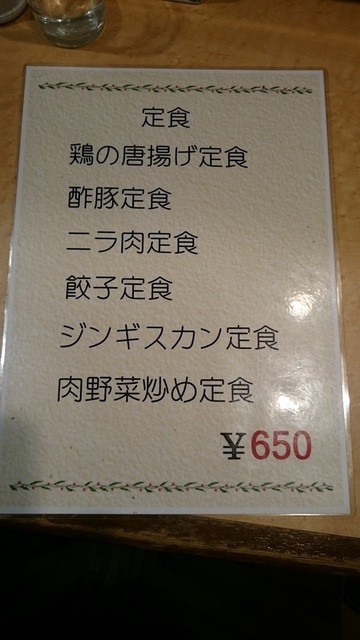 定食
鶏の唐揚げ定食
酢豚定食
ニラ肉定食
餃子定食
ジンギスカン定食
肉野菜炒め定食
¥650